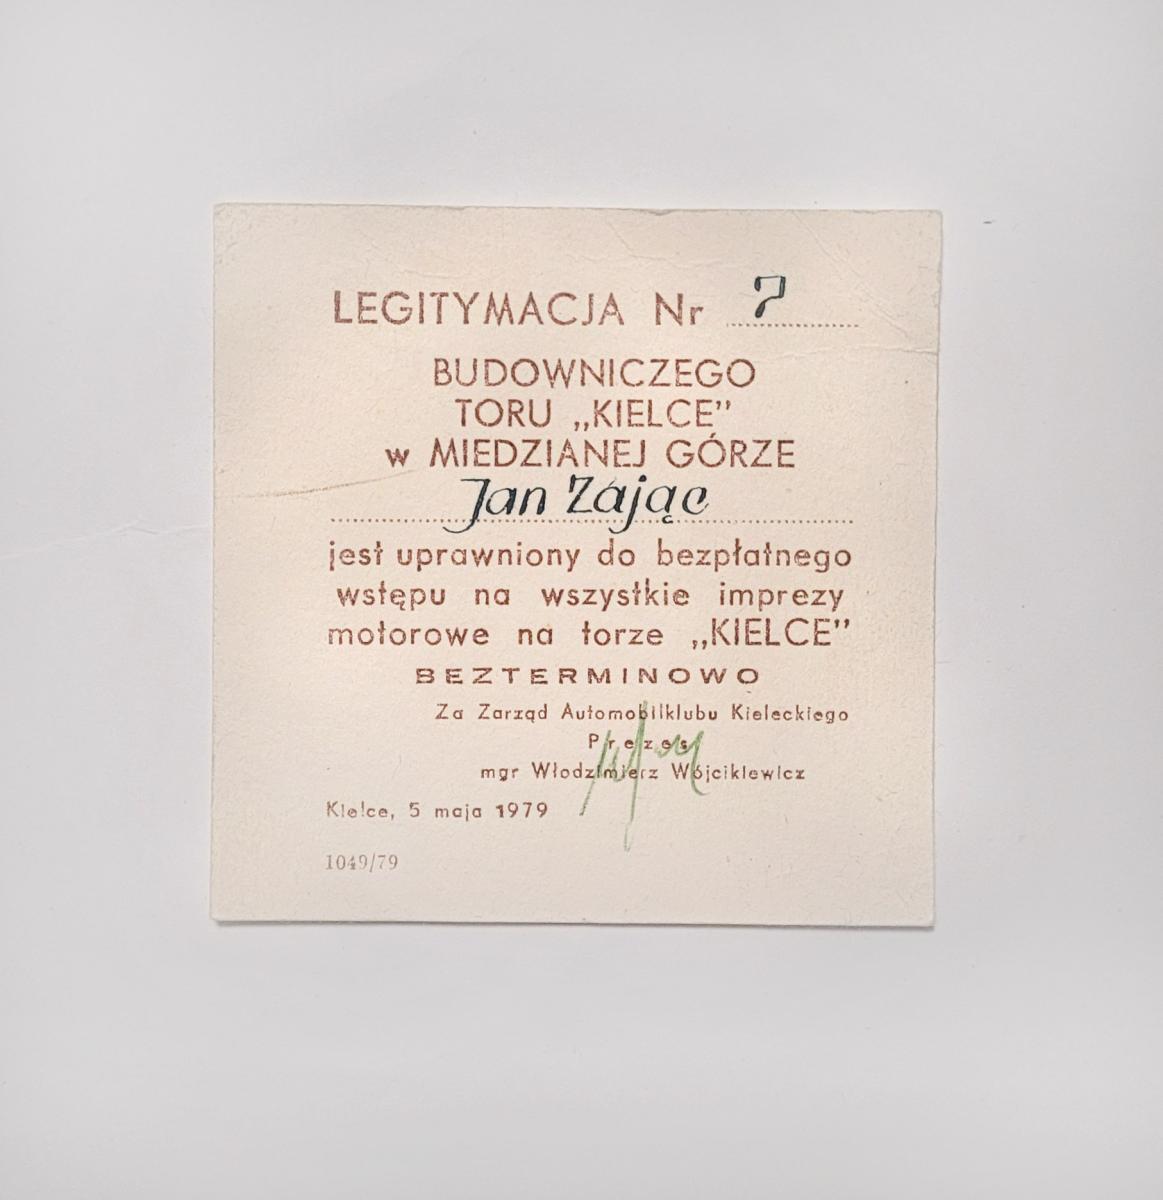 LEGITYMACJA Nr 7
BUDOWNICZEGO
TORU „KIELCE”
w MIEDZIANEJ GÓRZE
Jan Zając
jest uprawniony do bezpłatnego
wstępu na wszystkie imprezy
motorowe na torze „KIELCE”
BEZTERMINOWO
Za Zarząd Automobilklubu Kieleckiego
Prezes
mgr Włodzimierz Wójcikiewicz
Kielce, 5 maja 1979
1049/79